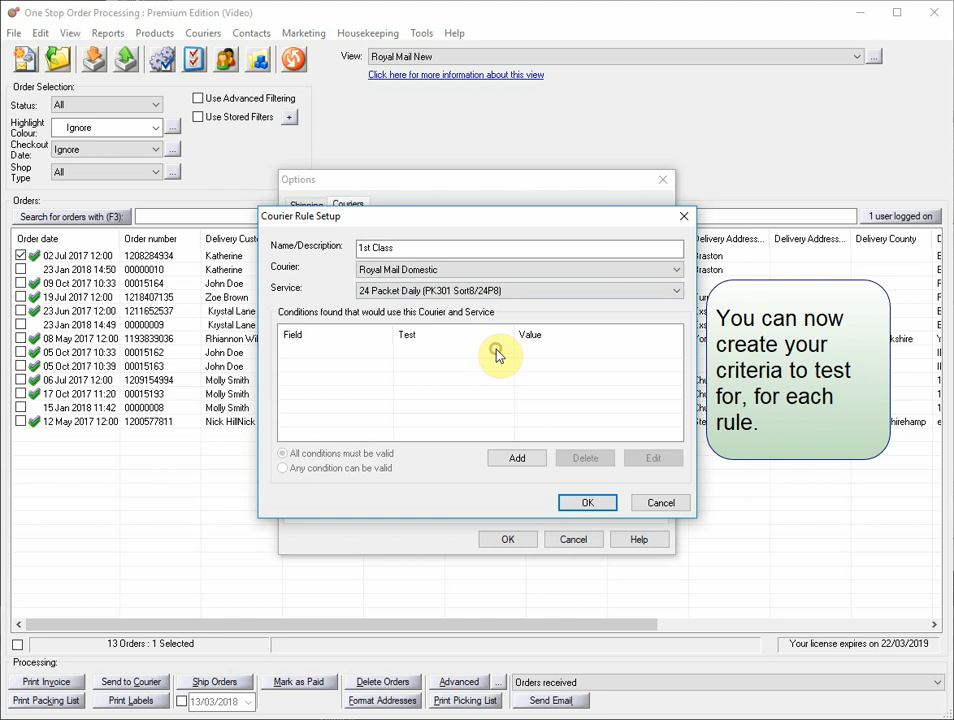 One Stop Order Processing : Premium Edition (Video)
File Edit View Reports Products Couriers Contacts Marketing Housekeeping Tools Help
View: Royal Mail New ...
Click here for more information about this view
Order Selection:
Status: All
Use Advanced Filtering
Highlight Colour: Ignore ...
Use Stored Filters +
Checkout Date: Ignore ...
Shop Type All ...
Orders:
Search for orders with (F3):
1 user logged on
Order date Order number Delivery Custo
Delivery Address... Delivery Address... Delivery County
02 Jul 2017 12:00 1208284934 Katherine
23 Jan 2018 14:50 00000010 Katherine
09 Oct 2017 10:33 00015164 John Doe
19 Jul 2017 12:00 1218407135 Zoe Brown
23 Jul 2017 12:00 1211652537 Krystal Lane
23 Jan 2018 14:49 00000009 Krystal Lane
08 May 2017 12:00 1193839036 Rhiannon Wil
05 Oct 2017 10:33 00015162 John Doe
05 Oct 2017 10:39 00015163 John Doe
06 Jul 2017 12:00 1209154994 Molly Smith
17 Oct 2017 11:20 00015193 Molly Smith
15 Jan 2018 11:42 00000008 Molly Smith
12 May 2017 12:00 1200577811 Nick HillNick
Options
Shipping Couriers
Courier Rule Setup
Name/Description: 1st Class
Courier: Royal Mail Domestic
Service: 24 Packet Daily (PK301 Sort8/24P8)
Conditions found that would use this Courier and Service
Field Test Value
All conditions must be valid
Any condition can be valid
Add Delete Edit
OK Cancel
OK Cancel Help
You can now
create your
criteria to test
for, for each
rule.
13 Orders : 1 Selected
Your license expires on 22/03/2019
Processing:
Print Invoice Send to Courier Ship Orders Mark as Paid Delete Orders Advanced ... Orders received
Print Packing List Print Labels 13/03/2018 Format Addresses Print Picking List Send Email